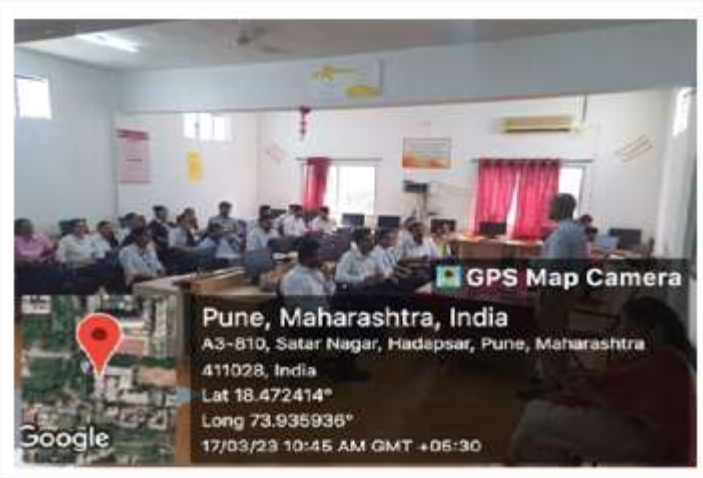 GPS Map Camera
Pune, Maharashtra, India
A3-810, Satar Nagar, Hadapsar, Pune, Maharashtra
411028, India
Lat 18.472414°
Long 73.935936°
17/03/23 10:45 AM GMT +05:30
Google